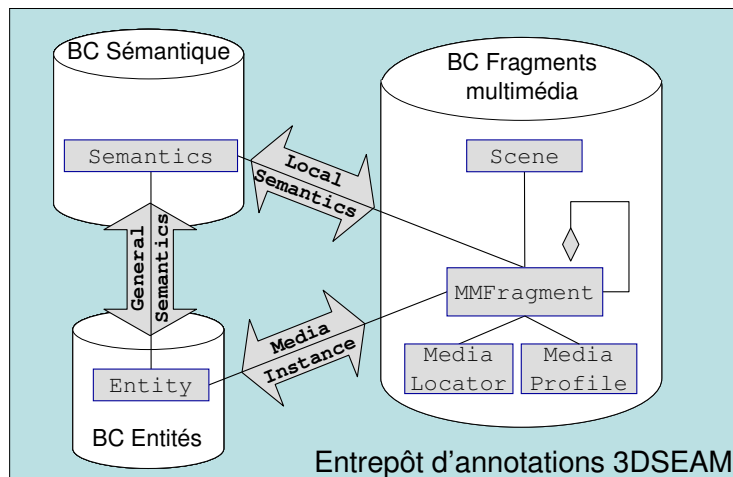 BC Sémantique
BC Fragments
multimédia
Semantics
Local
Semantics
Scene
General
Semantics
MMFragment
Media
Instance
Media
Locator
Media
Profile
Entity
BC Entités
Entrepôt d’annotations 3DSEAM